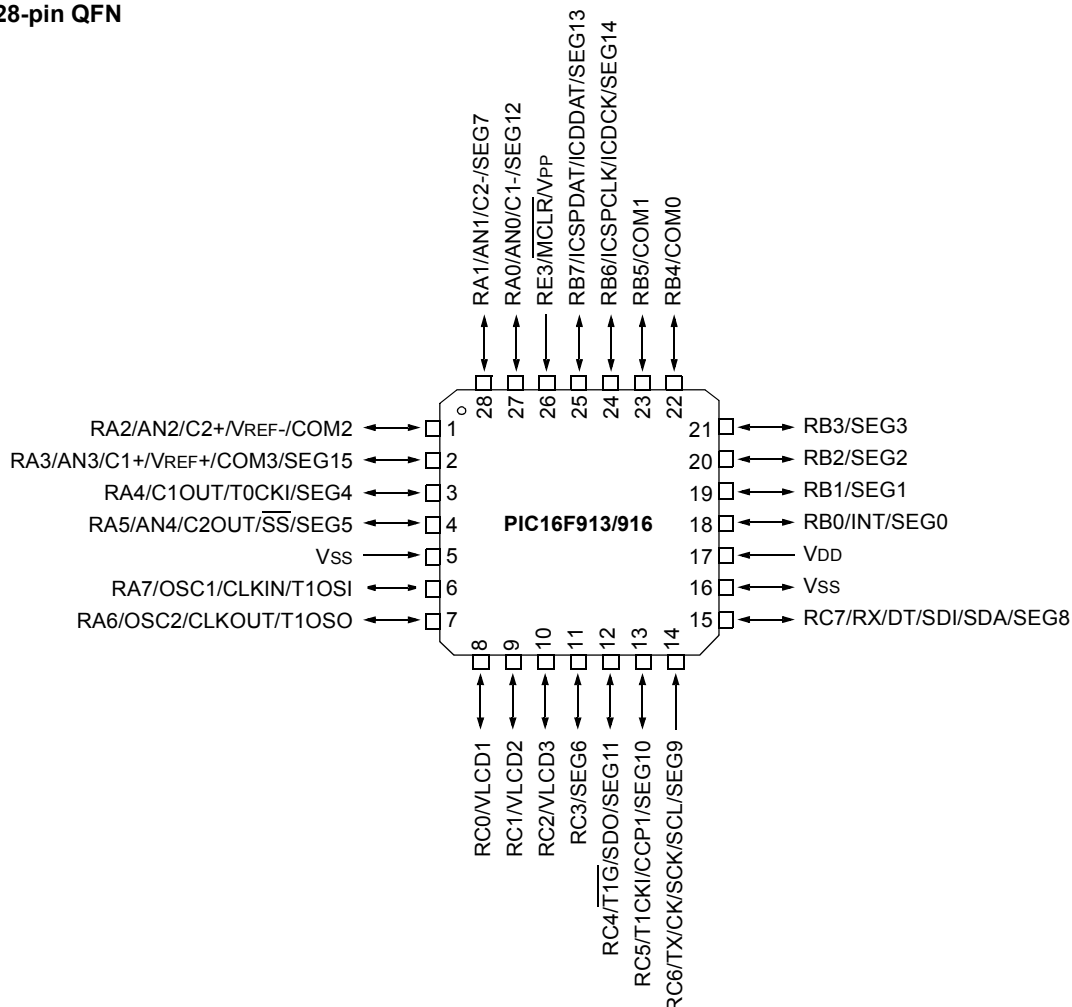 28-pin QFN
RA1/AN1/C2-/SEG7
RA0/AN0/C1-/SEG12
RE3/MCLR/VPP
RB7/ICSPDAT/ICDDAT/SEG13
RB6/ICSPCLK/ICDCK/SEG14
RB5/COM1
RB4/COM0
28
27
26
25
24
23
22
RA2/AN2/C2+/VREF-/COM2
1
RA3/AN3/C1+/VREF+/COM3/SEG15
2
RA4/C1OUT/T0CKI/SEG4
3
RA5/AN4/C2OUT/SS/SEG5
4
VSS
5
RA7/OSC1/CLKIN/T1OSI
6
RA6/OSC2/CLKOUT/T1OSO
7
PIC16F913/916
21
RB3/SEG3
20
RB2/SEG2
19
RB1/SEG1
18
RB0/INT/SEG0
17
VDD
16
VSS
15
RC7/RX/DT/SDI/SDA/SEG8
8
9
10
11
12
13
14
RC0/VLCD1
RC1/VLCD2
RC2/VLCD3
RC3/SEG6
RC4/T1G/SDO/SEG11
RC5/T1CKI/CCP1/SEG10
RC6/TX/CK/SCK/SCL/SEG9